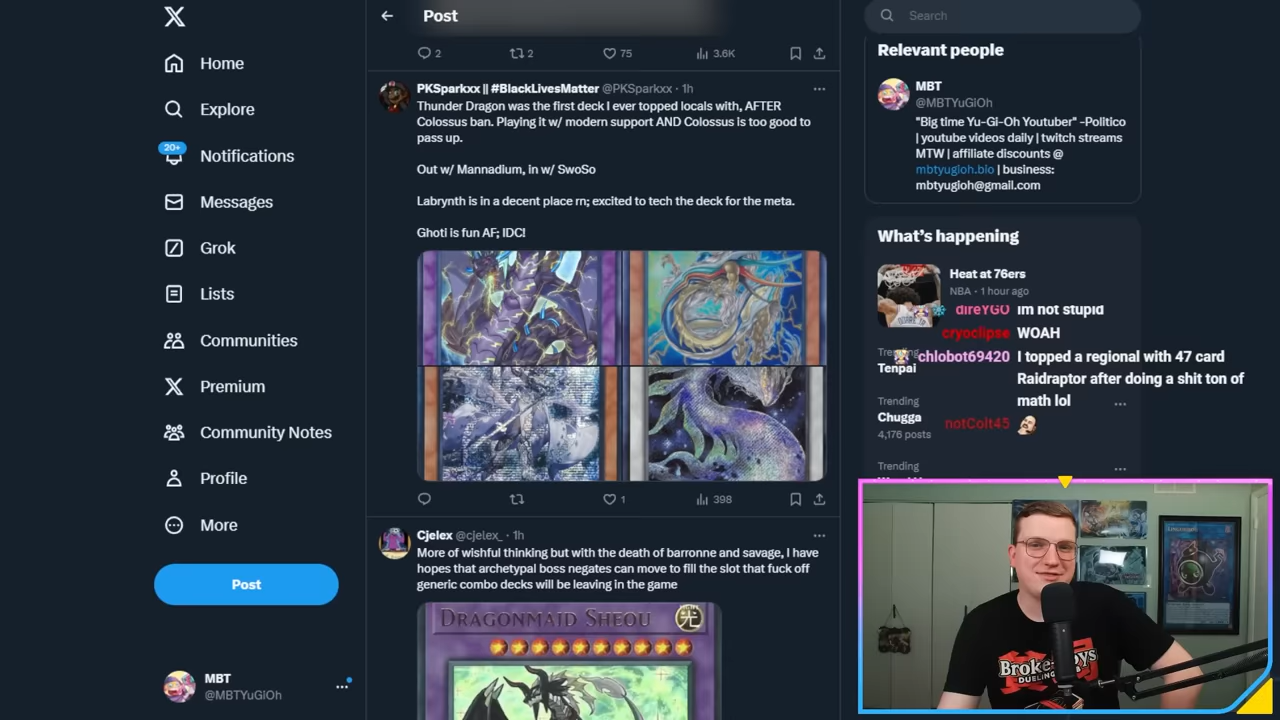 Home
Explore
20+
Notifications
Messages
Grok
Lists
Communities
Premium
Community Notes
Profile
More
Post
MBT
@MBTYuGiOh
Post
2 2 75 3.6K
PKSparkxx || #BlackLivesMatter @PKSparkxx · 1h
Thunder Dragon was the first deck I ever topped locals with, AFTER
Colossus ban. Playing it w/ modern support AND Colossus is too good to
pass up.
Out w/ Mannadium, in w/ SwoSo
Labrynth is in a decent place rn; excited to tech the deck for the meta.
Ghoti is fun AF; IDC!
1 398
Cjelex @cjelex_ · 1h
More of wishful thinking but with the death of barronne and savage, I have
hopes that archetypal boss negates can move to fill the slot that fuck off
generic combo decks will be leaving in the game
DRAGONMAID SHEOU
LIGHT
光
Search
Relevant people
MBT
@MBTYuGiOh
"Big time Yu-Gi-Oh Youtuber" -Politico
| youtube videos daily | twitch streams
MTW | affiliate discounts @
mbtyugioh.bio | business:
mbtyugioh@gmail.com
What's happening
Heat at 76ers
NBA · 1 hour ago
direYGO im not stupid
cryoclipse WOAH
Trending
chlobot69420 I topped a regional with 47 card
Raidraptor after doing a shit ton of
math lol
Tenpai
Trending
Chugga
4,176 posts
notColt45
Trending
Broke Boys
DUELING